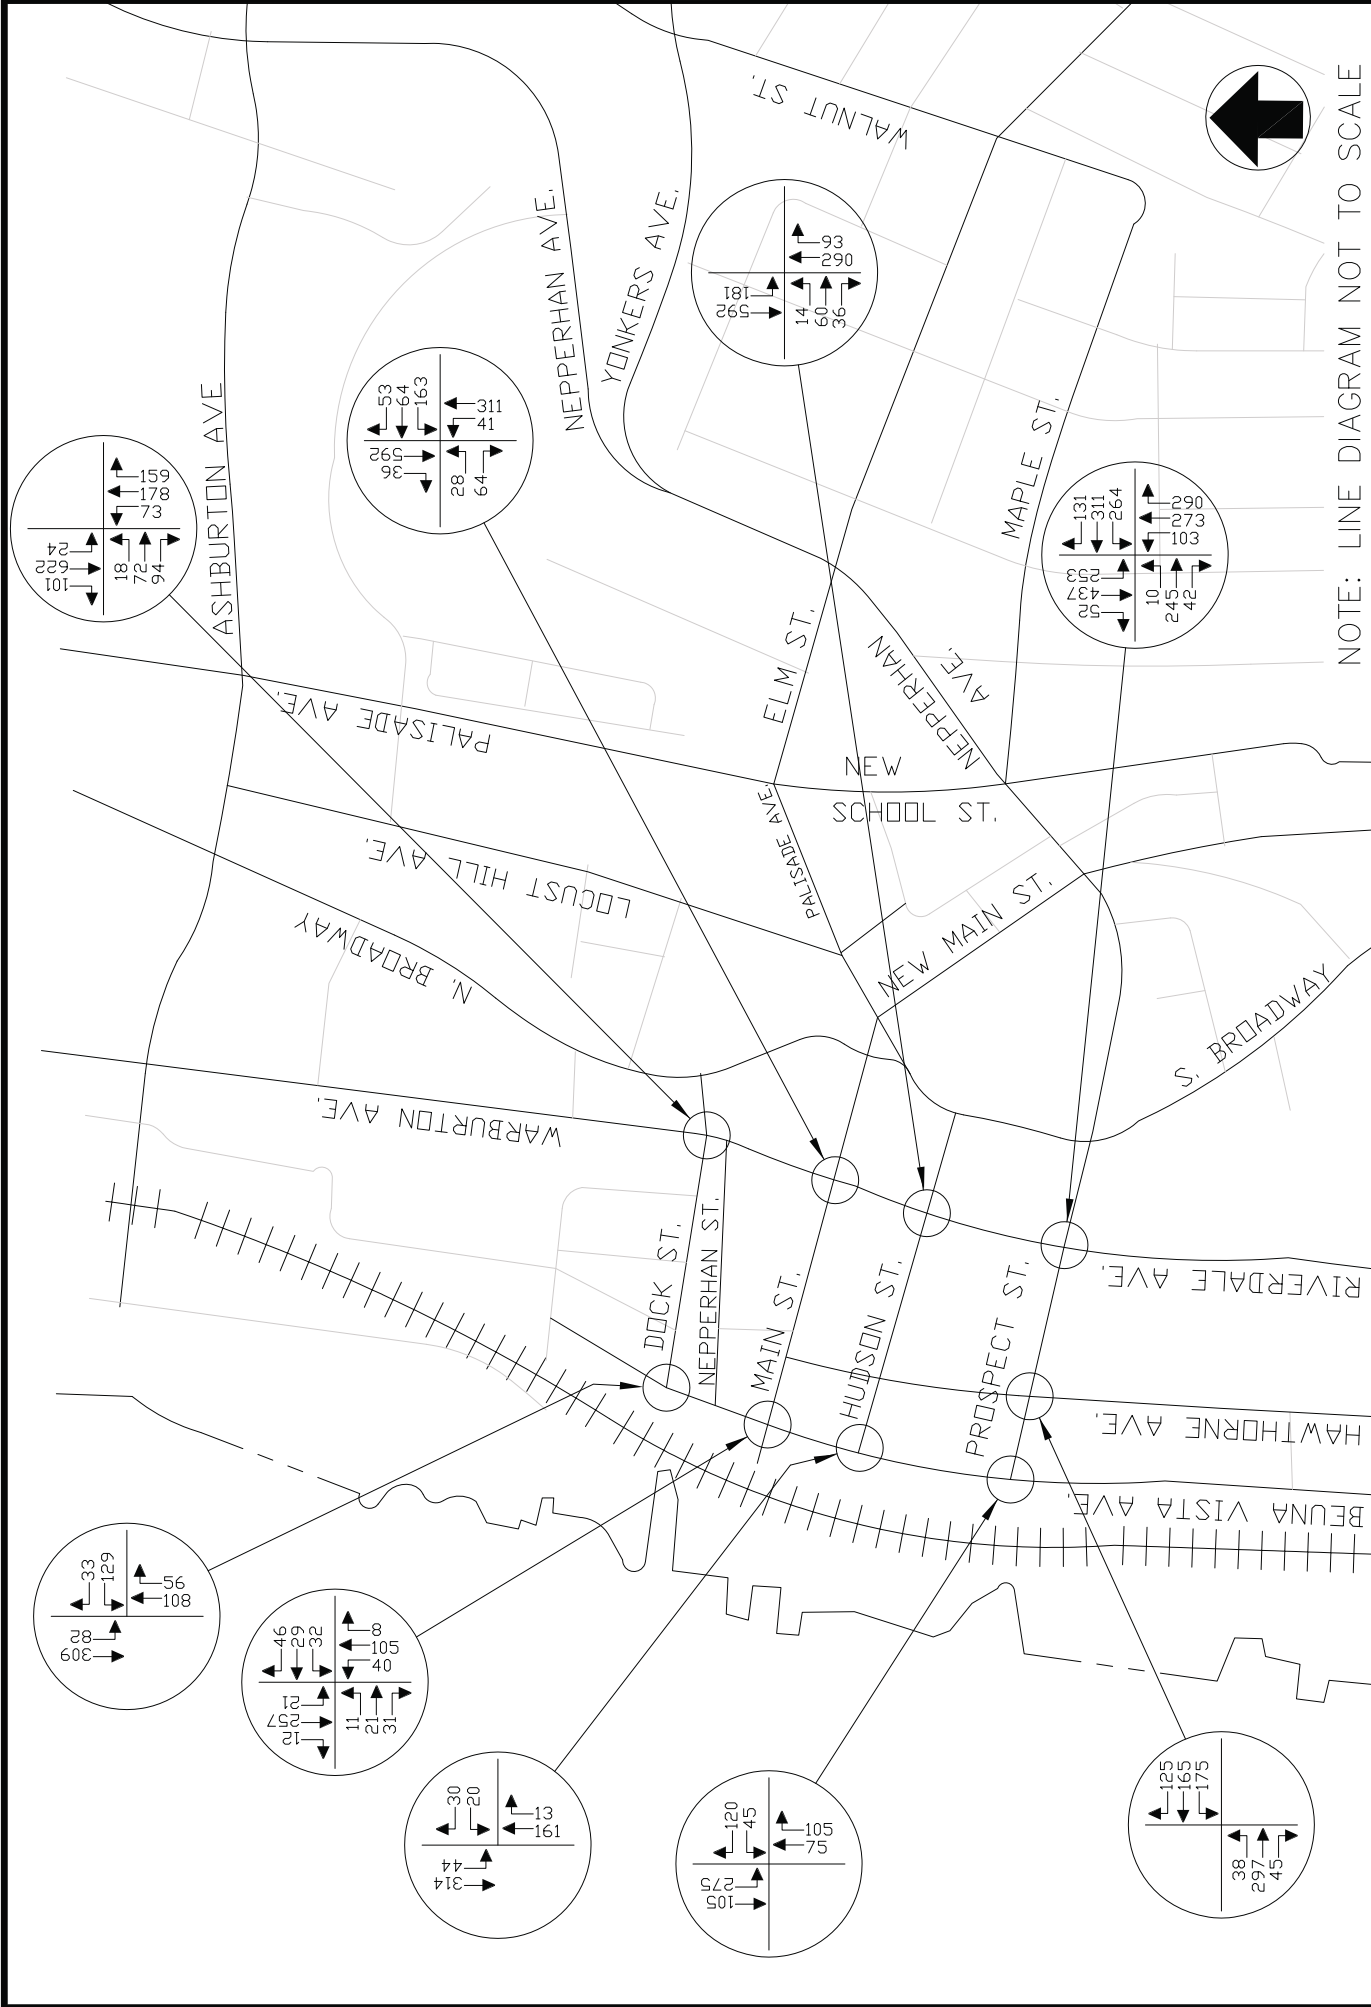 NOTE: LINE DIAGRAM NOT TO SCALE
WALNUT ST.
NEPPERHAN AVE.
YONKERS AVE.
ASHBURTON AVE
MAPLE ST.
ELM ST.
NEPPERHAN
AVE.
PALISADE AVE.
NEW
SCHOOL ST.
PALISADE AVE.
LOCUST HILL AVE.
N. BROADWAY
NEW MAIN ST.
S. BROADWAY
WARBURTON AVE.
DOCK ST.
NEPPERHAN ST.
MAIN ST.
HUDSON ST.
PROSPECT ST.
RIVERDALE AVE.
HAWTHORNE AVE.
BEUNA VISTA AVE.
24
622
101
159
178
73
18
72
94
53
64
163
592
36
311
41
28
64
181
592
93
290
14
60
36
131
311
264
253
437
52
290
273
103
10
245
42
33
129
82
309
56
108
46
29
32
21
257
12
8
105
40
11
21
31
30
20
44
314
13
161
120
45
275
105
105
75
125
165
175
38
297
45